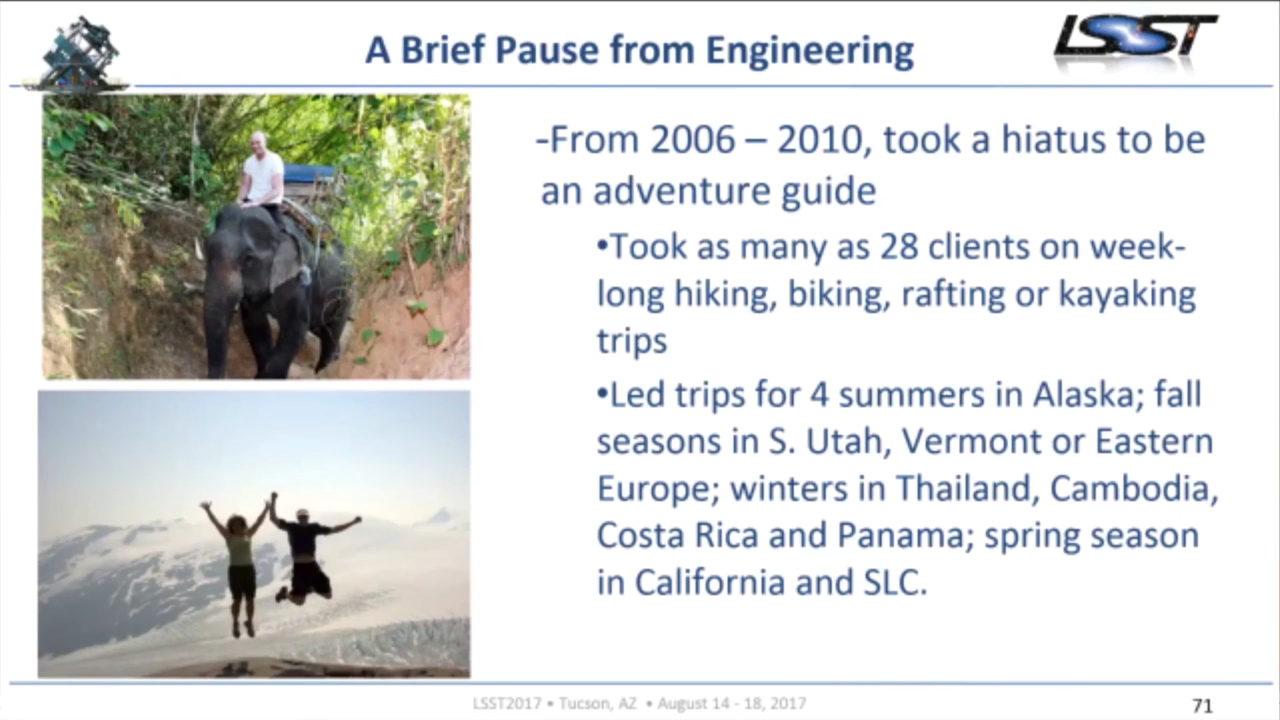 A Brief Pause from Engineering
LSST
-From 2006 – 2010, took a hiatus to be
an adventure guide
•Took as many as 28 clients on week-
long hiking, biking, rafting or kayaking
trips
•Led trips for 4 summers in Alaska; fall
seasons in S. Utah, Vermont or Eastern
Europe; winters in Thailand, Cambodia,
Costa Rica and Panama; spring season
in California and SLC.
LSST2017 • Tucson, AZ • August 14 - 18, 2017
71